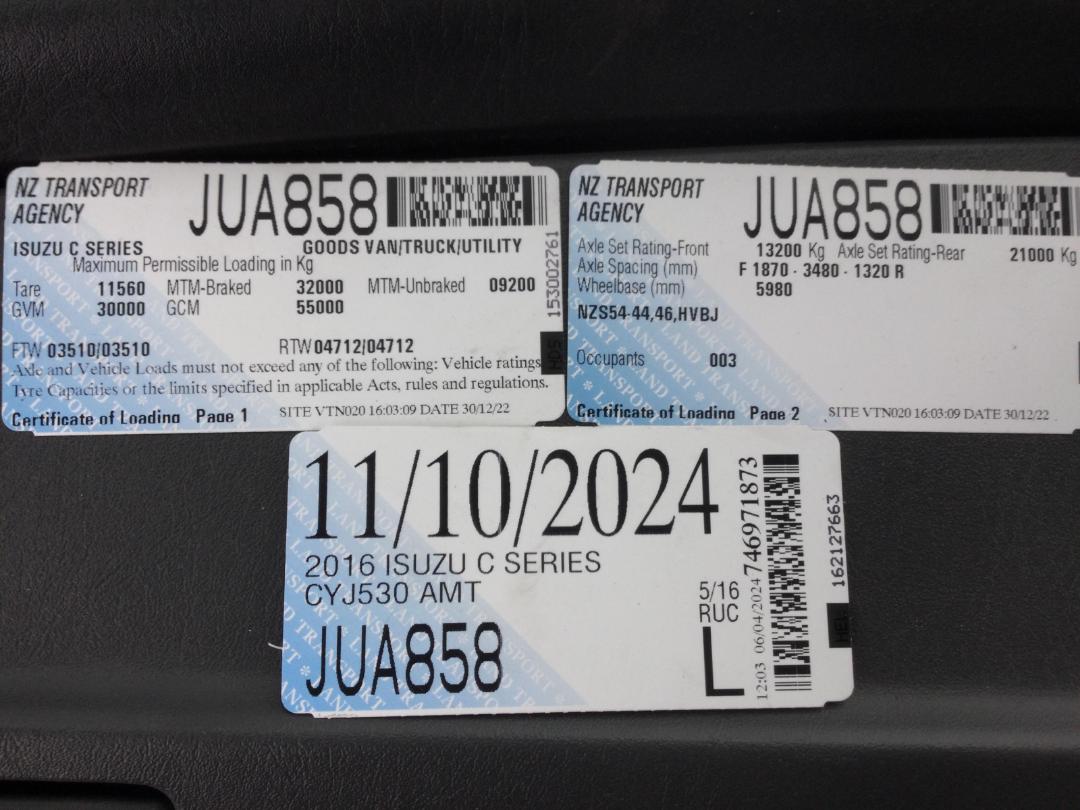 NZ TRANSPORT
AGENCY
JUA858
ISUZU C SERIES GOODS VAN/TRUCK/UTILITY
Maximum Permissible Loading in Kg
Tare 11560 MTM-Braked 32000 MTM-Unbraked 09200
GVM 30000 GCM 55000
FTW 03510/03510 RTW 04712/04712
Axle and Vehicle Loads must not exceed any of the following: Vehicle ratings,
Tyre Capacities or the limits specified in applicable Acts, rules and regulations.
Certificate of Loading Page 1 SITE VTN020 16:03:09 DATE 30/12/22
153002761
HDS
NZ TRANSPORT
AGENCY
JUA858
Axle Set Rating-Front 13200 Kg Axle Set Rating-Rear 21000 Kg
Axle Spacing (mm) F 1870 - 3480 - 1320 R
Wheelbase (mm) 5980
NZS54-44,46,HVBJ
Occupants 003
Certificate of Loading Page 2 SITE VTN020 16:03:09 DATE 30/12/22
11/10/2024
2016 ISUZU C SERIES
CYJ530 AMT
JUA858
5/16
RUC
L
12:03 06/04/2024 746971873
162127663